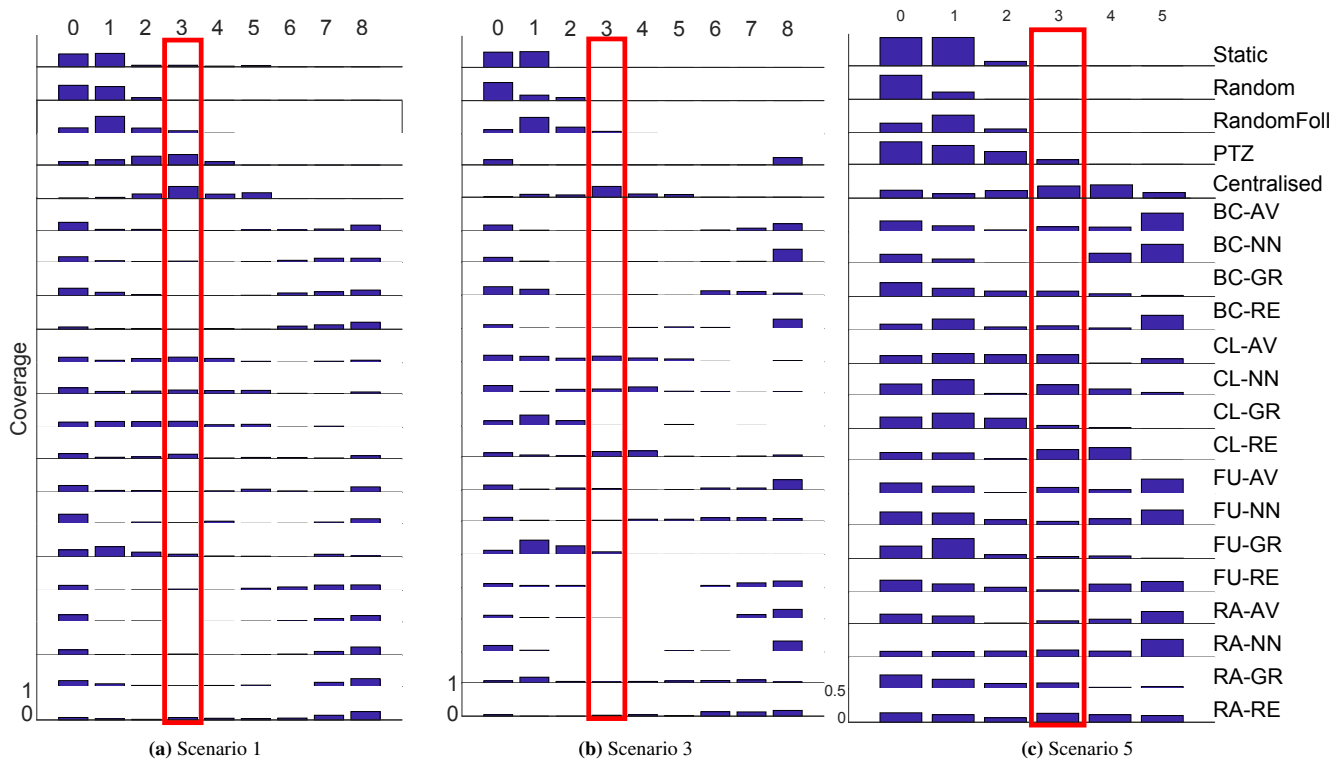 0 1 2 3 4 5 6 7 8
0 1 2 3 4 5 6 7 8
0 1 2 3 4 5
Static
Random
RandomFoll
PTZ
Centralised
BC-AV
BC-NN
BC-GR
BC-RE
CL-AV
CL-NN
CL-GR
CL-RE
FU-AV
FU-NN
FU-GR
FU-RE
RA-AV
RA-NN
RA-GR
RA-RE
Coverage
1
0
1
0
0.5
0
(a) Scenario 1
(b) Scenario 3
(c) Scenario 5